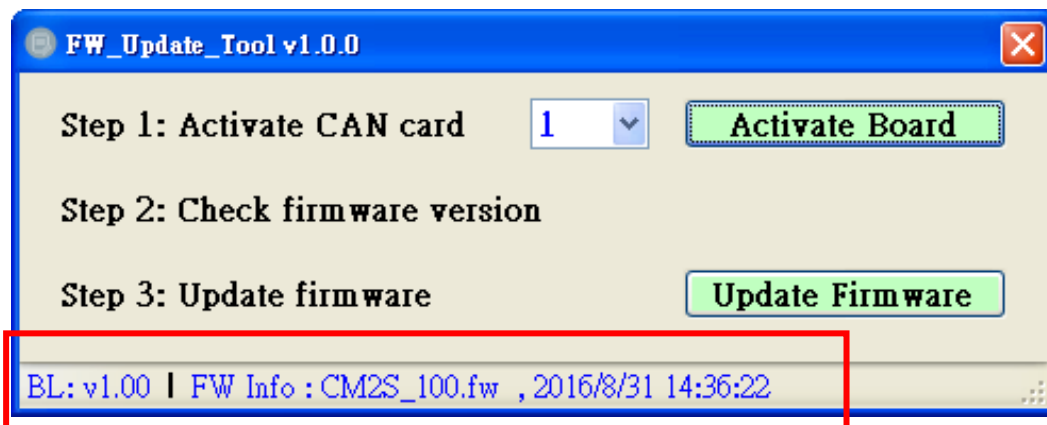 FW_Update_Tool v1.0.0
Step 1: Activate CAN card 1 Activate Board
Step 2: Check firmware version
Step 3: Update firmware Update Firmware
BL: v1.00 | FW Info : CM2S_100.fw , 2016/8/31 14:36:22